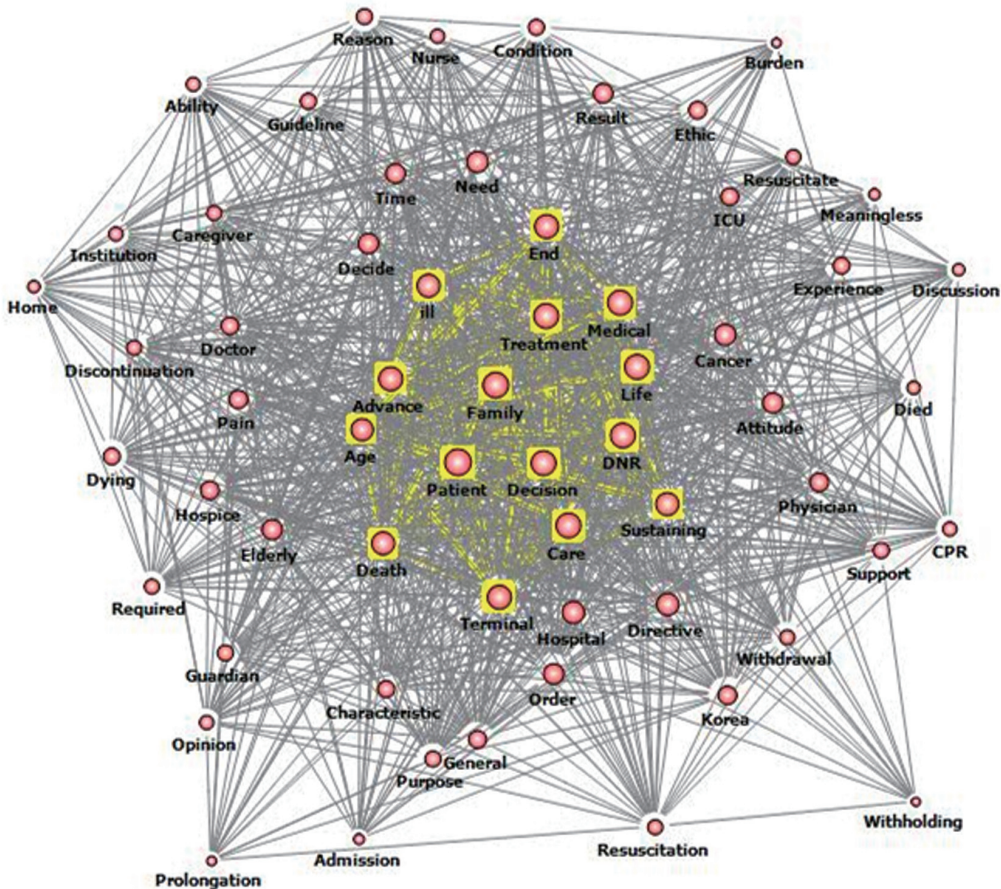 Reason
Nurse
Condition
Burden
Ability
Guideline
Result
Ethic
Time
Need
Resuscitate
ICU
Meaningless
Institution
Caregiver
Decide
End
Experience
Discussion
Home
ill
Medical
Doctor
Treatment
Discontinuation
Cancer
Advance
Family
Life
Died
Pain
Attitude
Age
DNR
Dying
Patient
Decision
Hospice
Physician
Elderly
Sustaining
Care
CPR
Death
Support
Required
Terminal
Hospital
Directive
Withdrawal
Guardian
Order
Characteristic
Korea
Opinion
General
Purpose
Withholding
Resuscitation
Admission
Prolongation